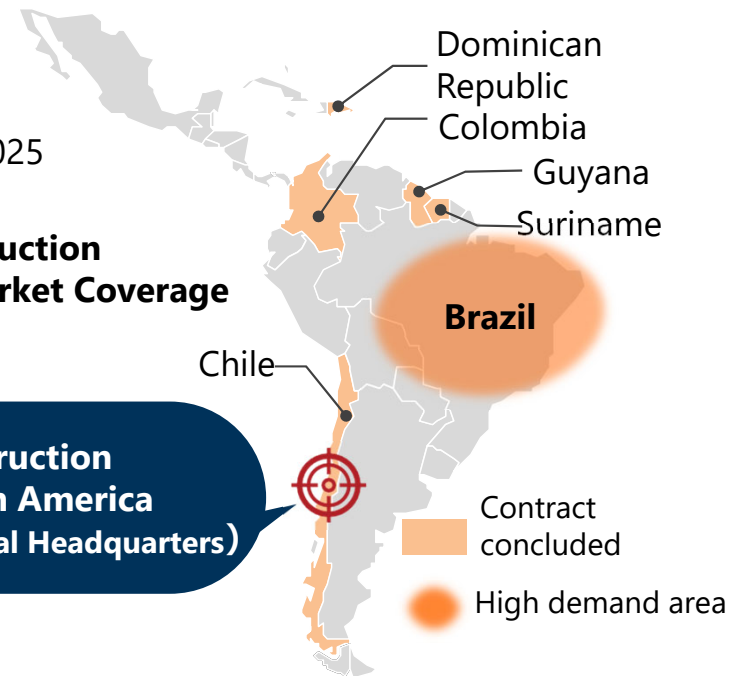 Dominican
Republic
Colombia
025
Guyana
Suriname
uction
rket Coverage
Brazil
Chile
ruction
America
al Headquarters）
Contract
concluded
High demand area